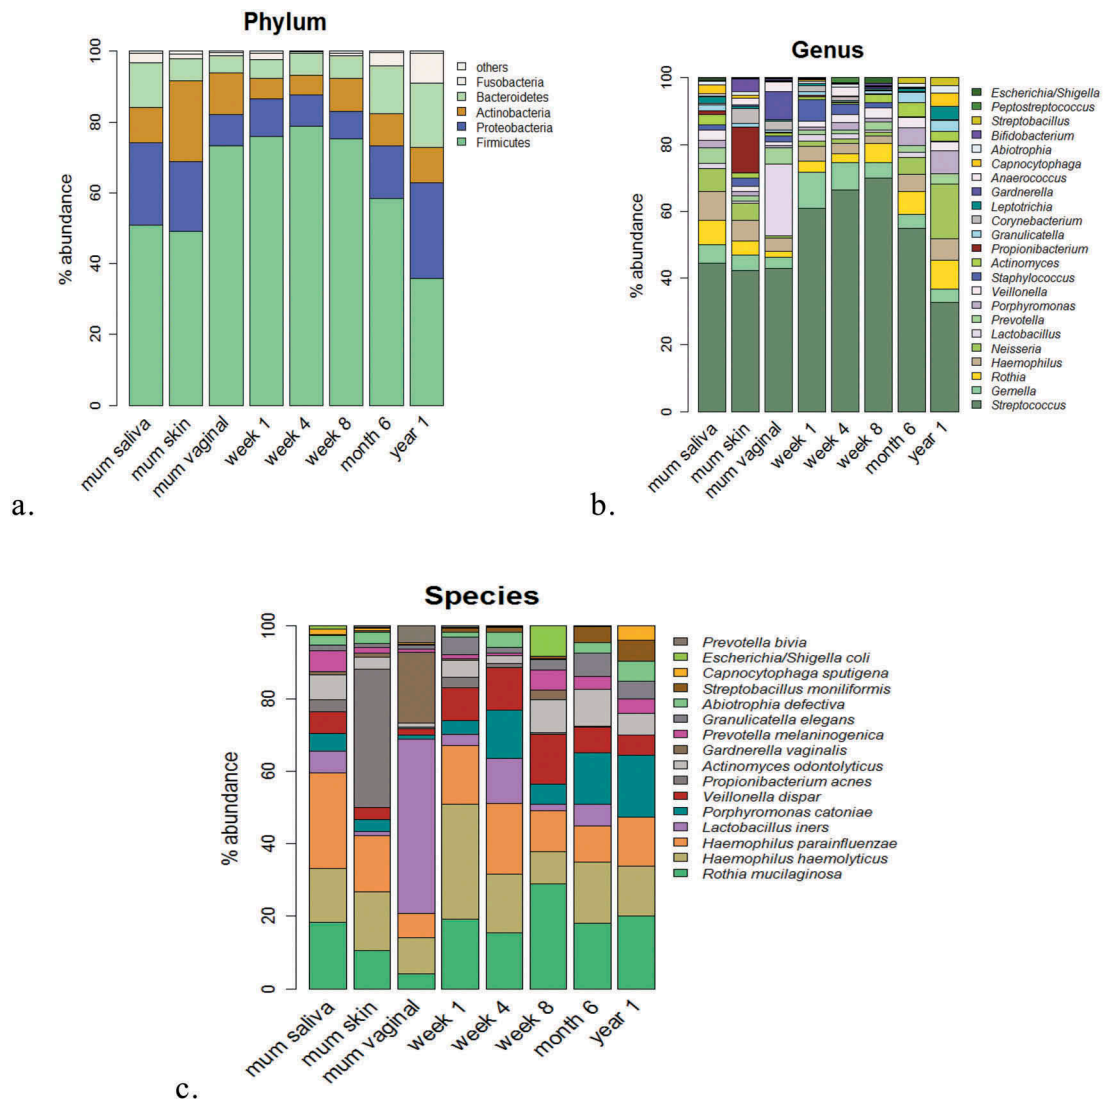 Phylum
% abundance
100
80
60
40
20
0
mum saliva
mum skin
mum vaginal
week 1
week 4
week 8
month 6
year 1
others
Fusobacteria
Bacteroidetes
Actinobacteria
Proteobacteria
Firmicutes
a.
Genus
% abundance
100
80
60
40
20
0
mum saliva
mum skin
mum vaginal
week 1
week 4
week 8
month 6
year 1
Escherichia/Shigella
Peptostreptococcus
Streptobacillus
Bifidobacterium
Abiotrophia
Capnocytophaga
Anaerococcus
Gardnerella
Leptotrichia
Corynebacterium
Granulicatella
Propionibacterium
Actinomyces
Staphylococcus
Veillonella
Porphyromonas
Prevotella
Lactobacillus
Neisseria
Haemophilus
Rothia
Gemella
Streptococcus
b.
Species
% abundance
100
80
60
40
20
0
mum saliva
mum skin
mum vaginal
week 1
week 4
week 8
month 6
year 1
Prevotella bivia
Escherichia/Shigella coli
Capnocytophaga sputigena
Streptobacillus moniliformis
Abiotrophia defectiva
Granulicatella elegans
Prevotella melaninogenica
Gardnerella vaginalis
Actinomyces odontolyticus
Propionibacterium acnes
Veillonella dispar
Porphyromonas catoniae
Lactobacillus iners
Haemophilus parainfluenzae
Haemophilus haemolyticus
Rothia mucilaginosa
c.